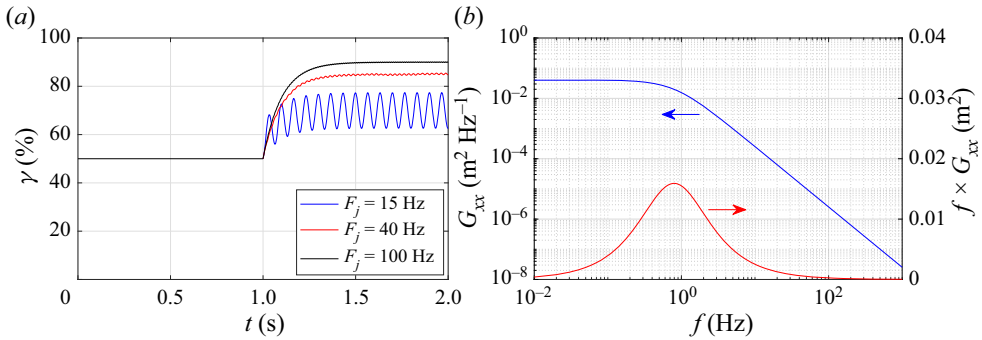 (a)
100
80
60
40
20
0
0.5
1.0
1.5
2.0
γ (%)
t (s)
F_j = 15 Hz
F_j = 40 Hz
F_j = 100 Hz
(b)
10^0
10^−2
10^−4
10^−6
10^−8
G_xx (m^2 Hz^−1)
10^−2
10^0
10^2
f (Hz)
0.04
0.03
0.02
0.01
0
f × G_xx (m^2)